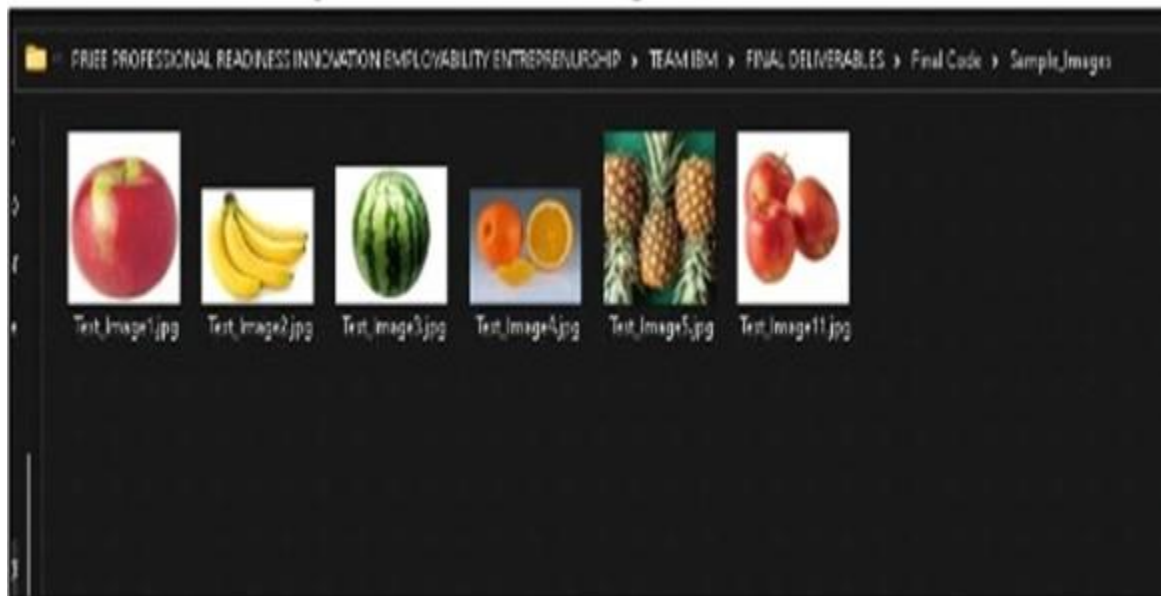 PRIEE PROFESSIONAL READINESS INNOVATION EMPLOYABILITY ENTREPRENURSHIP > TEAM IBM > FINAL DELIVERABLES > Final Code > Sample_Images
Test_Image1.jpg Test_Image2.jpg Test_Image3.jpg Test_Image4.jpg Test_Image5.jpg Test_Image11.jpg